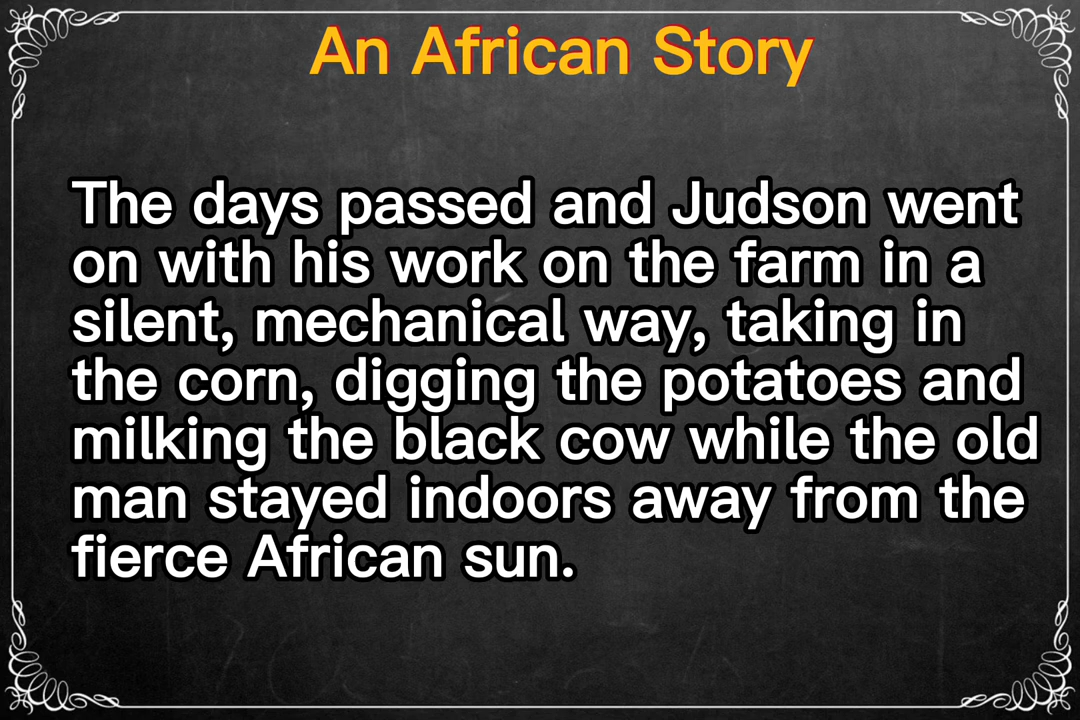 An African Story
The days passed and Judson went
on with his work on the farm in a
silent, mechanical way, taking in
the corn, digging the potatoes and
milking the black cow while the old
man stayed indoors away from the
fierce African sun.